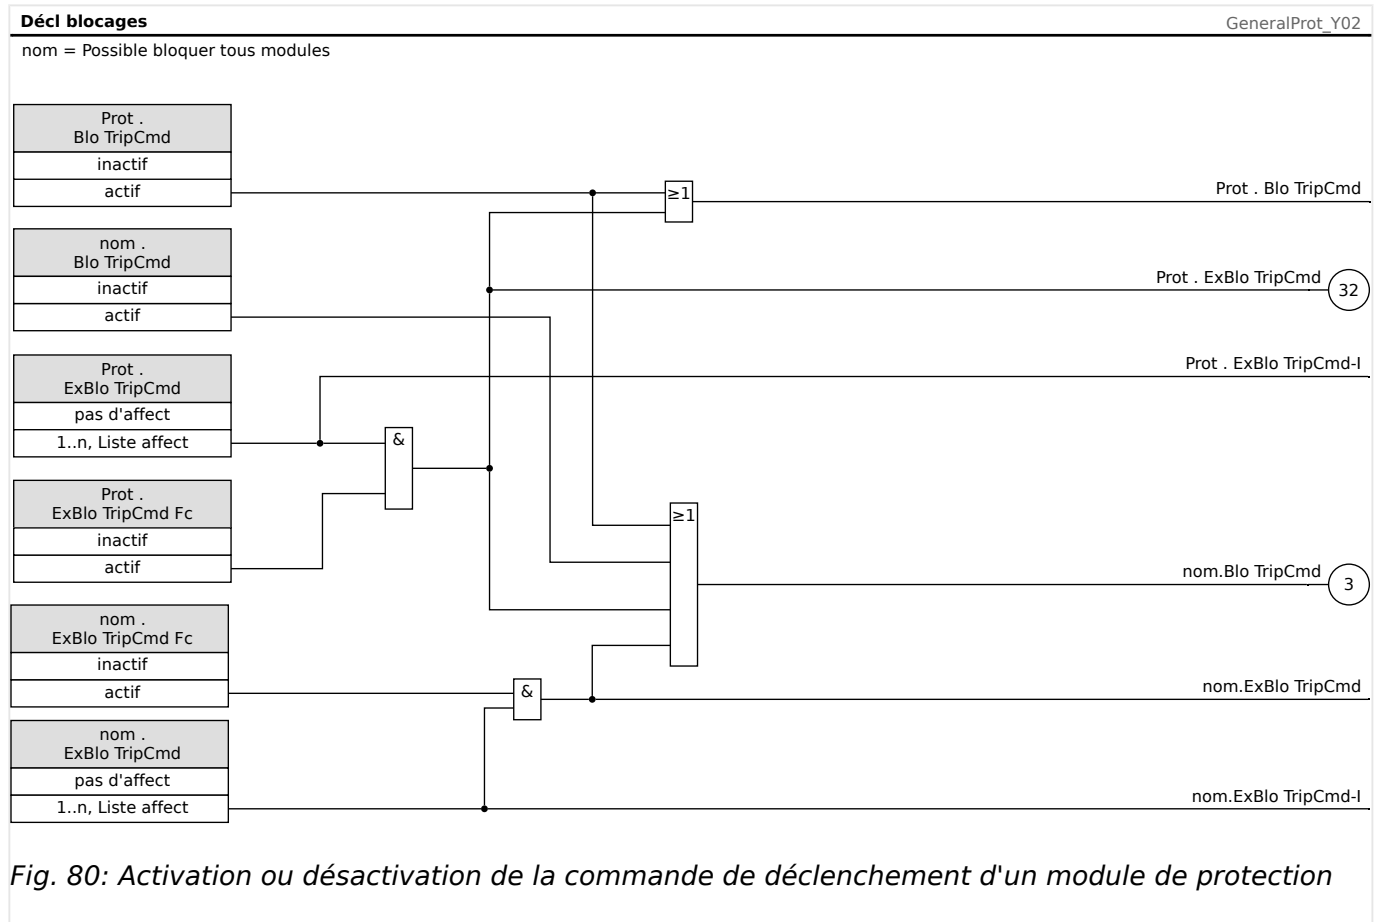 Décl blocages
GeneralProt_Y02
nom = Possible bloquer tous modules
Prot .
Blo TripCmd
inactif
actif
≥1
Prot . Blo TripCmd
nom .
Blo TripCmd
inactif
actif
Prot . ExBlo TripCmd
32
Prot .
ExBlo TripCmd
pas d'affect
1..n, Liste affect
Prot . ExBlo TripCmd-I
&
Prot .
ExBlo TripCmd Fc
inactif
actif
≥1
nom.Blo TripCmd
3
nom .
ExBlo TripCmd Fc
inactif
actif
&
nom.ExBlo TripCmd
nom .
ExBlo TripCmd
pas d'affect
1..n, Liste affect
nom.ExBlo TripCmd-I
Fig. 80: Activation ou désactivation de la commande de déclenchement d'un module de protection